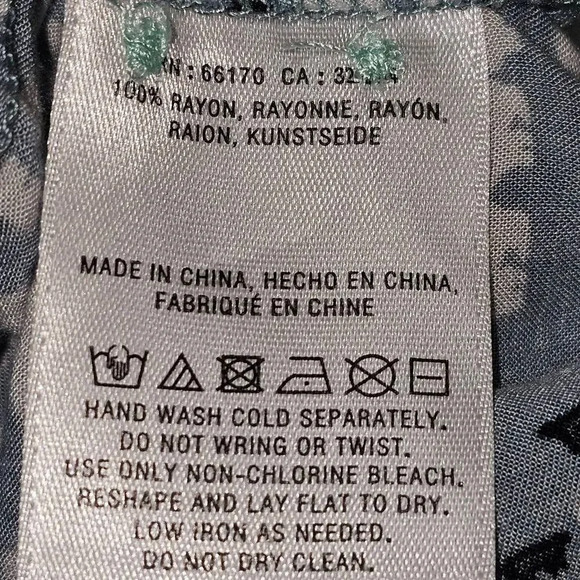 RN: 66170 CA:
100% RAYON, RAYONNE, RAYÓN,
RAION, KUNSTSEIDE
MADE IN CHINA, HECHO EN CHINA,
FABRIQUÉ EN CHINE
HAND WASH COLD SEPARATELY.
DO NOT WRING OR TWIST.
USE ONLY NON-CHLORINE BLEACH.
RESHAPE AND LAY FLAT TO DRY.
LOW IRON AS NEEDED.
DO NOT DRY CLEAN.